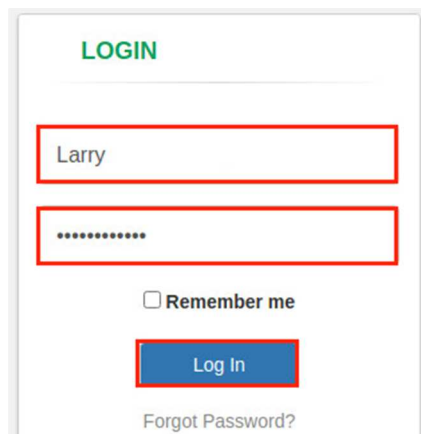 LOGIN
Larry
••••••••••••
Remember me
Log In
Forgot Password?